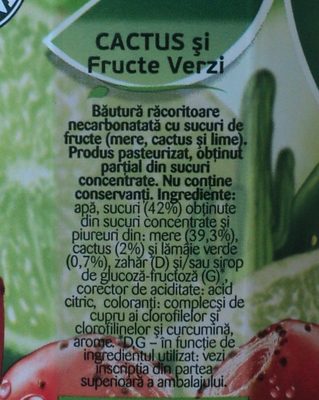 CACTUS şi
Fructe Verzi
Băutură răcoritoare
necarbonatată cu sucuri de
fructe (mere, cactus şi lime).
Produs pasteurizat, obţinut
parţial din sucuri
concentrate. Nu conţine
conservanţi. Ingrediente:
apă, sucuri (42%) obţinute
din sucuri concentrate şi
piureuri din: mere (39,3%),
cactus (2%) şi lămâie verde
(0,7%), zahăr (D) şi/sau sirop
de glucoză-fructoză (G)*,
corector de aciditate: acid
citric, coloranţi: complecşi de
cupru ai clorofilelor şi
clorofilinelor şi curcumină,
arome. *D,G – în funcţie de
ingredientul utilizat: vezi
inscripţia din partea
superioară a ambalajului.